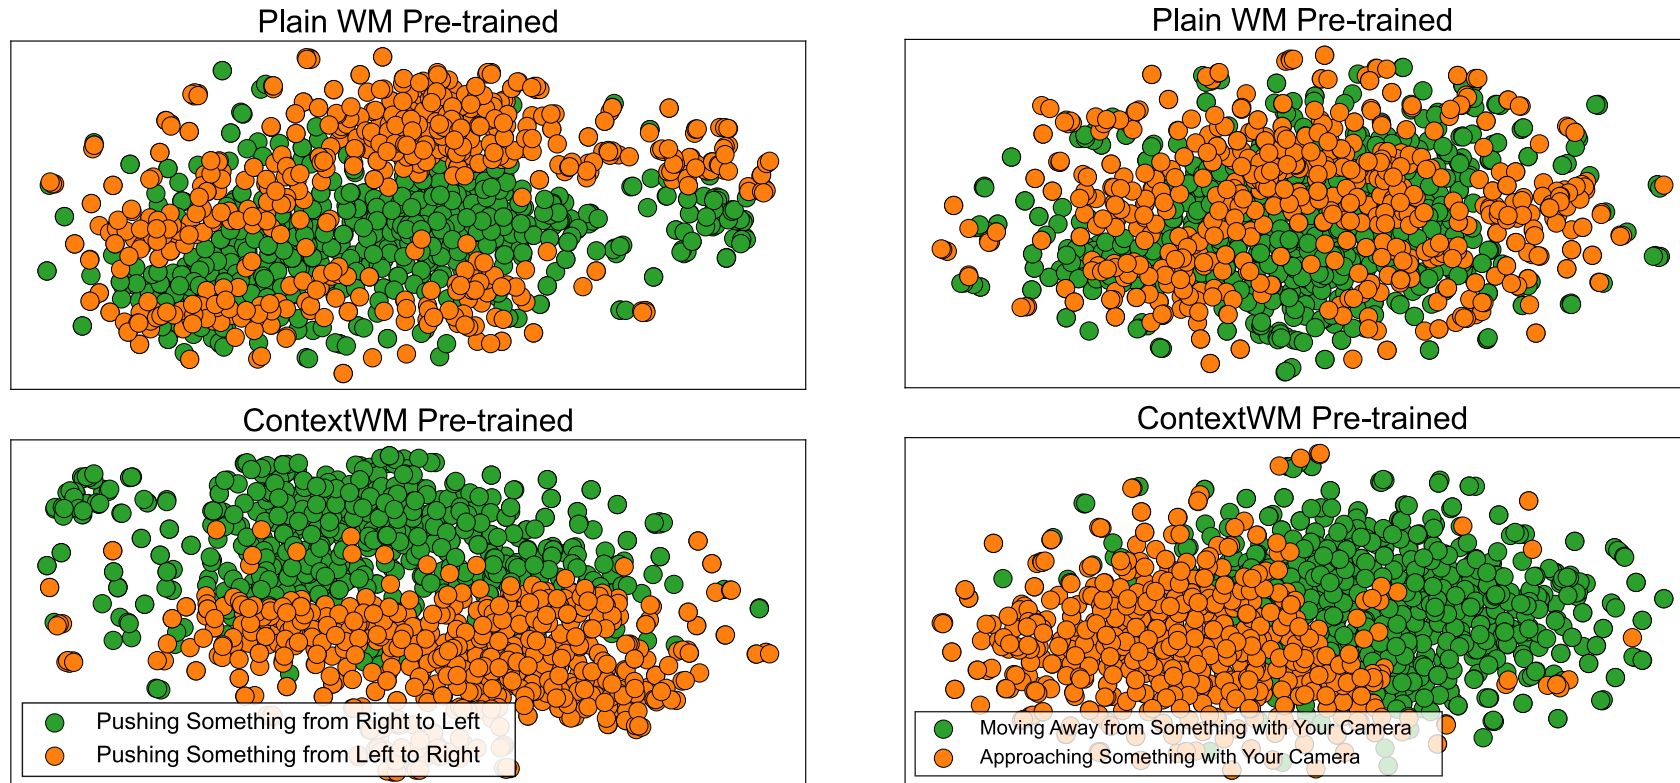 Plain WM Pre-trained
Plain WM Pre-trained
ContextWM Pre-trained
ContextWM Pre-trained
Pushing Something from Right to Left
Pushing Something from Left to Right
Moving Away from Something with Your Camera
Approaching Something with Your Camera